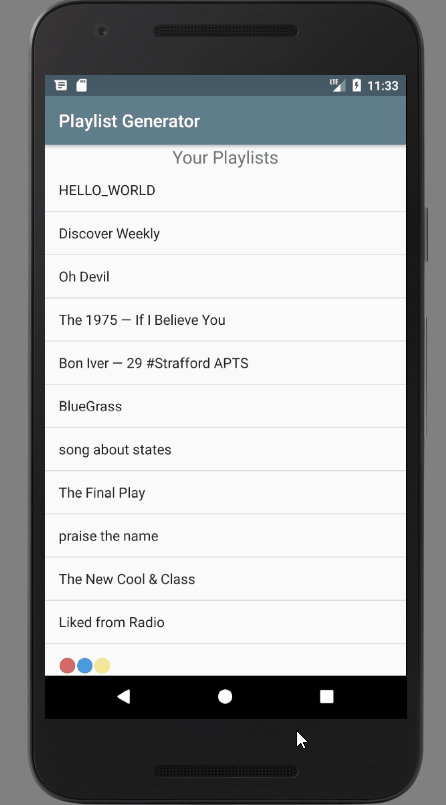 LTE 11:33
Playlist Generator
Your Playlists
HELLO_WORLD
Discover Weekly
Oh Devil
The 1975 — If I Believe You
Bon Iver — 29 #Strafford APTS
BlueGrass
song about states
The Final Play
praise the name
The New Cool & Class
Liked from Radio